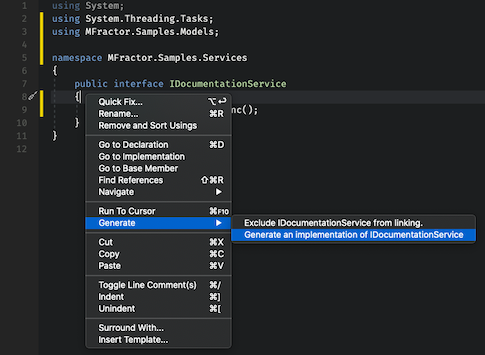 1 using System;
2 using System.Threading.Tasks;
3 using MFractor.Samples.Models;
4
5 namespace MFractor.Samples.Services
6 {
7 public interface IDocumentationService
8 {
9 nc();
10 }
11 }
12
Quick Fix... ⌥↩
Rename... ⌘R
Remove and Sort Usings
Go to Declaration ⌘D
Go to Implementation
Go to Base Member
Find References ⇧⌘R
Navigate ▶
Run To Cursor ⌘F10
Generate ▶
Exclude IDocumentationService from linking.
Generate an implementation of IDocumentationService
Cut ⌘X
Copy ⌘C
Paste ⌘V
Toggle Line Comment(s) ⌘/
Indent ⌘]
Unindent ⌘[
Surround With...
Insert Template...